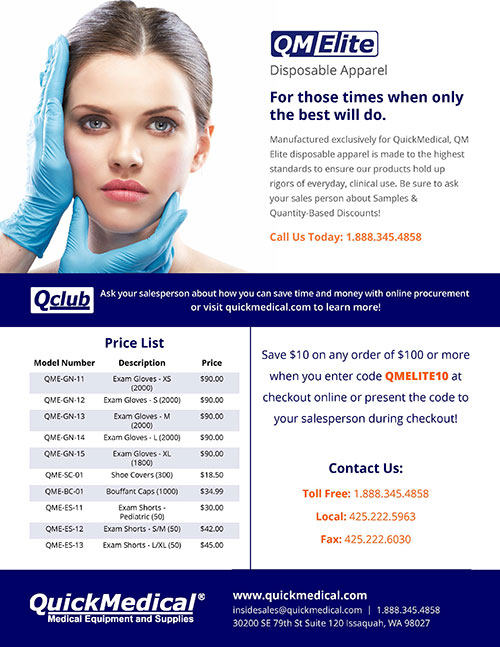 QM Elite
Disposable Apparel
For those times when only
the best will do.
Manufactured exclusively for QuickMedical, QM
Elite disposable apparel is made to the highest
standards to ensure our products hold up
rigors of everyday, clinical use. Be sure to ask
your sales person about Samples &
Quantity-Based Discounts!
Call Us Today: 1.888.345.4858
Qclub
Ask your salesperson about how you can save time and money with online procurement
or visit quickmedical.com to learn more!
Price List
Model Number Description Price
QME-GN-11 Exam Gloves - XS $90.00
(2000)
QME-GN-12 Exam Gloves - S (2000) $90.00
QME-GN-13 Exam Gloves - M $90.00
(2000)
QME-GN-14 Exam Gloves - L (2000) $90.00
QME-GN-15 Exam Gloves - XL $90.00
(1800)
QME-SC-01 Shoe Covers (300) $18.50
QME-BC-01 Bouffant Caps (1000) $34.99
QME-ES-11 Exam Shorts - $30.00
Pediatric (50)
QME-ES-12 Exam Shorts - S/M (50) $42.00
QME-ES-13 Exam Shorts - L/XL (50) $45.00
Save $10 on any order of $100 or more
when you enter code QMELITE10 at
checkout online or present the code to
your salesperson during checkout!
Contact Us:
Toll Free: 1.888.345.4858
Local: 425.222.5963
Fax: 425.222.6030
QuickMedical®
Medical Equipment and Supplies
www.quickmedical.com
insidesales@quickmedical.com | 1.888.345.4858
30200 SE 79th St Suite 120 Issaquah, WA 98027